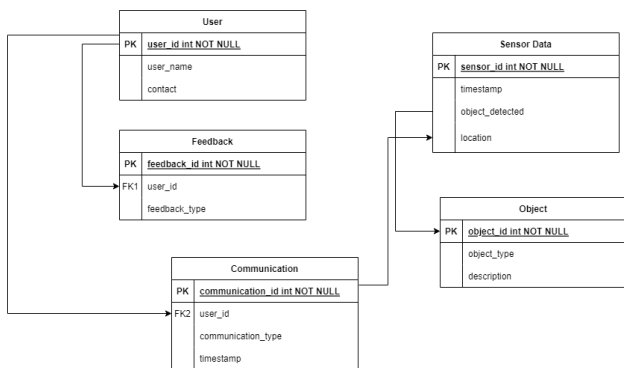 User
PK user_id int NOT NULL
user_name
contact
Feedback
PK feedback_id int NOT NULL
FK1 user_id
feedback_type
Communication
PK communication_id int NOT NULL
FK2 user_id
communication_type
timestamp
Sensor Data
PK sensor_id int NOT NULL
timestamp
object_detected
location
Object
PK object_id int NOT NULL
object_type
description